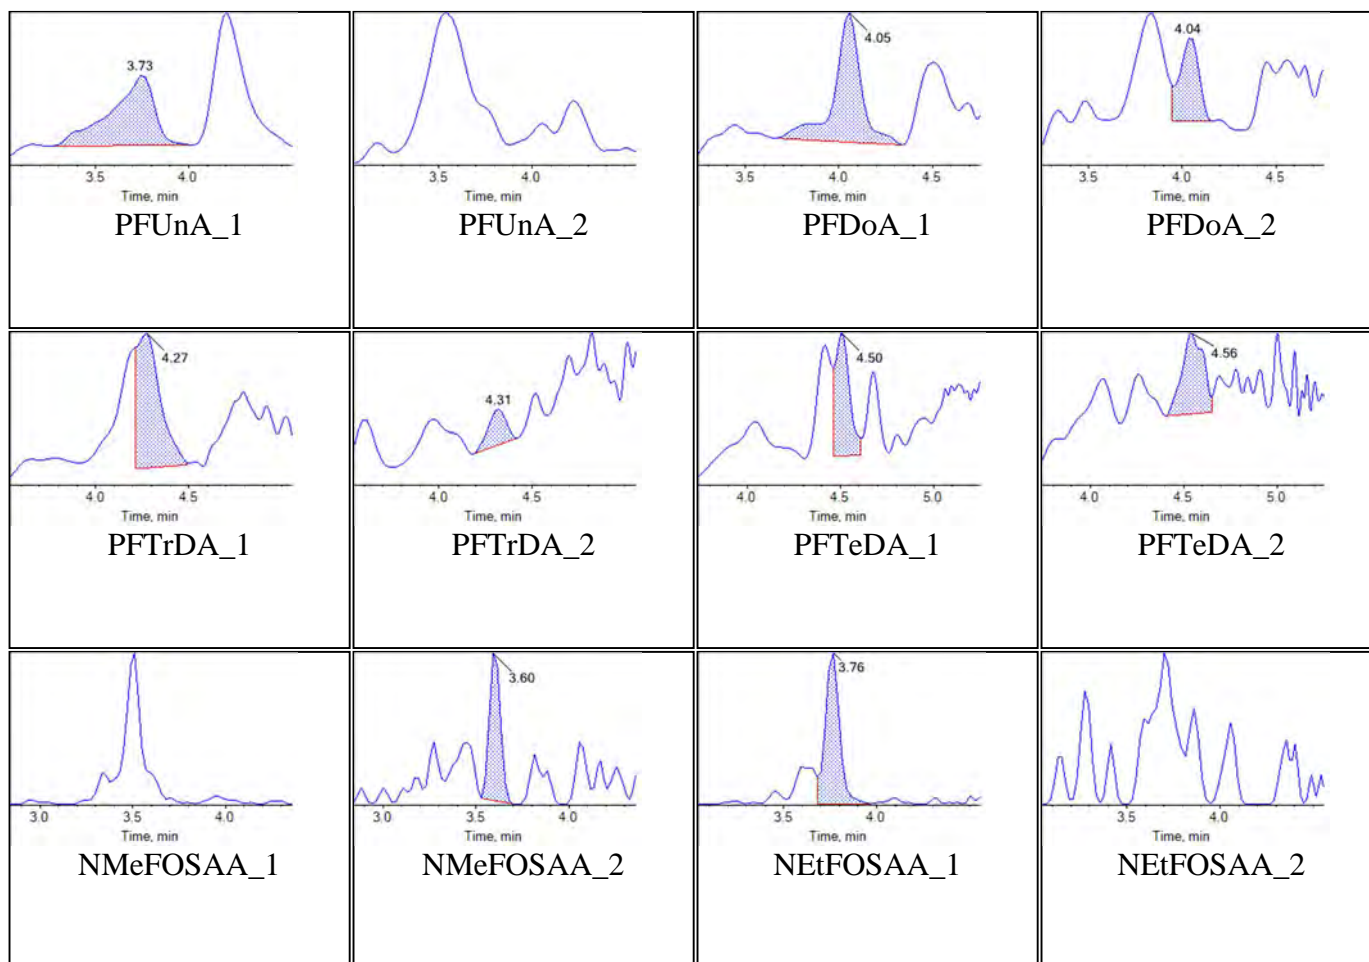 3.73
4.05
4.04
3.5 4.0
3.5 4.0
3.5 4.0 4.5
3.5 4.0 4.5
Time, min
Time, min
Time, min
Time, min
PFUnA_1
PFUnA_2
PFDoA_1
PFDoA_2
4.27
4.31
4.50
4.56
4.0 4.5
4.0 4.5
4.0 4.5 5.0
4.0 4.5 5.0
Time, min
Time, min
Time, min
Time, min
PFTrDA_1
PFTrDA_2
PFTeDA_1
PFTeDA_2
3.60
3.76
3.0 3.5 4.0
3.0 3.5 4.0
3.5 4.0
3.5 4.0
Time, min
Time, min
Time, min
Time, min
NMeFOSAA_1
NMeFOSAA_2
NEtFOSAA_1
NEtFOSAA_2